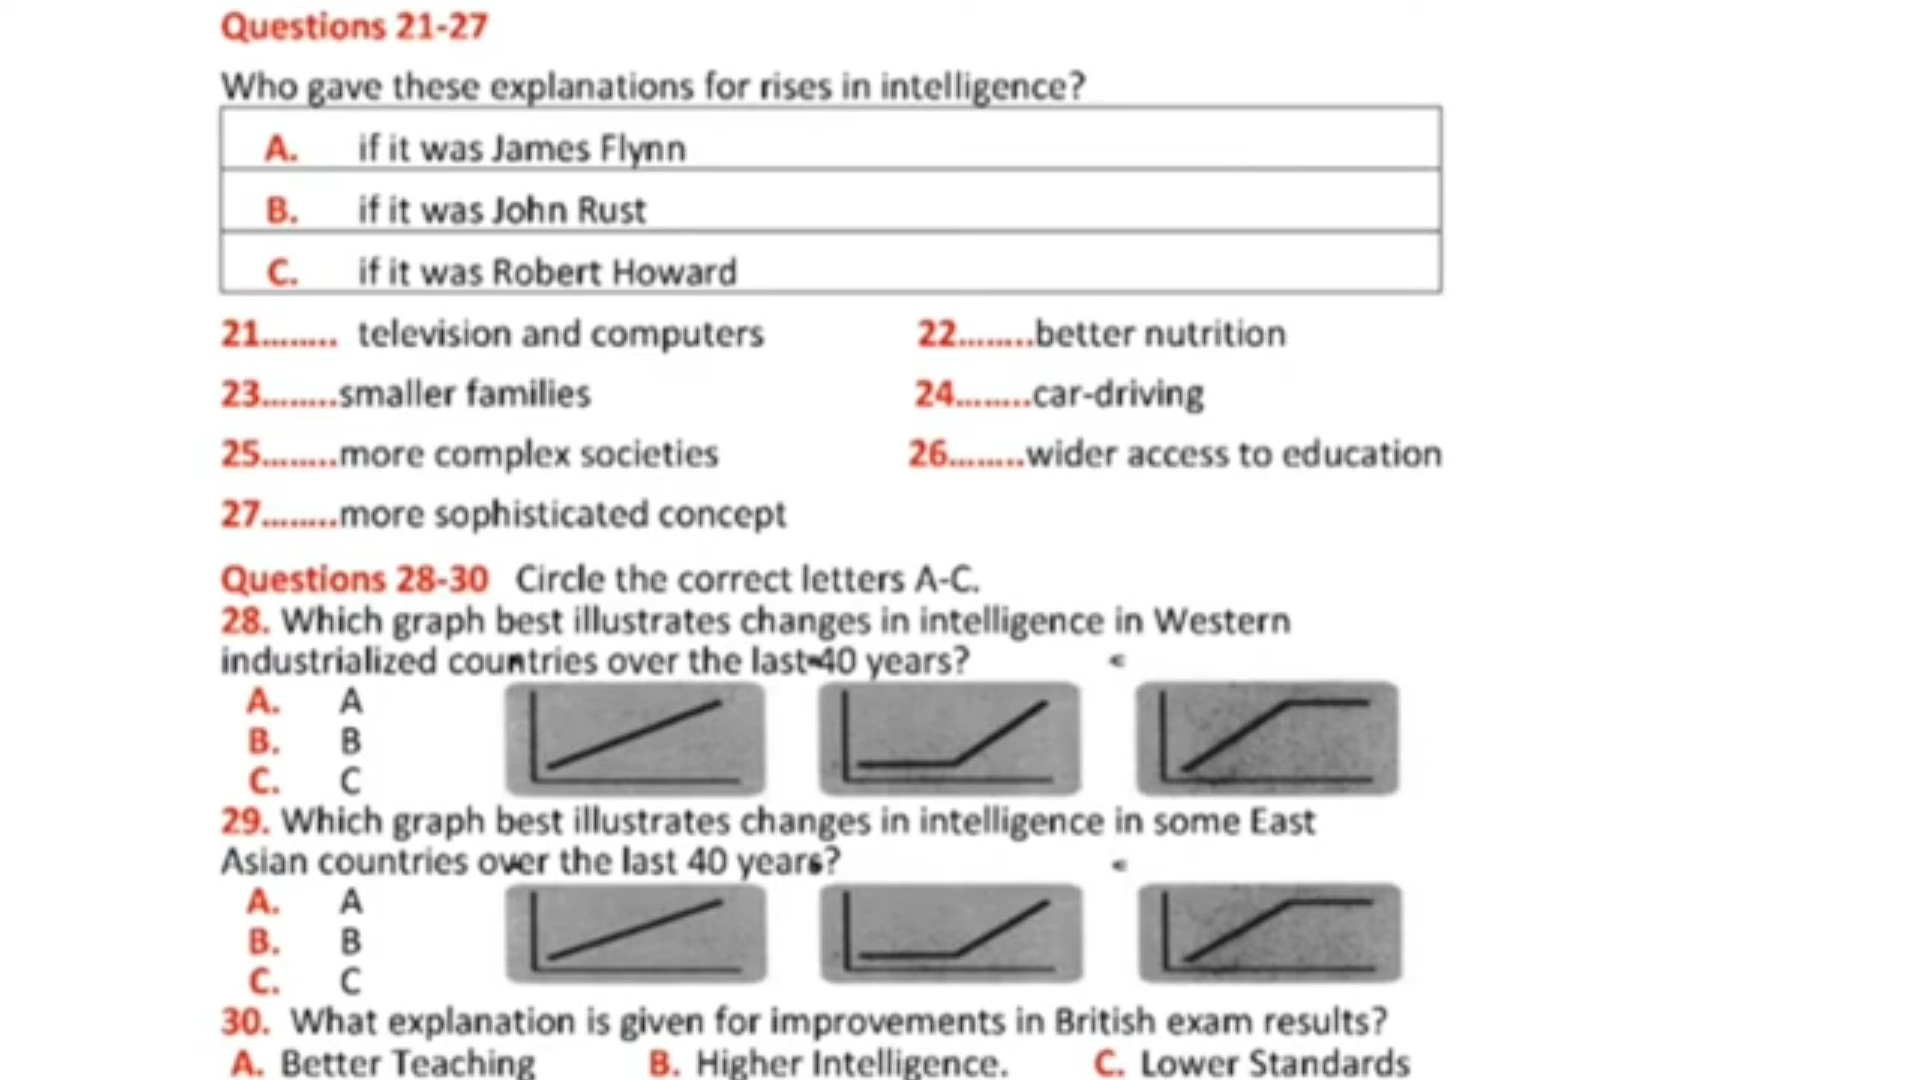 Questions 21-27
Who gave these explanations for rises in intelligence?
A. if it was James Flynn
B. if it was John Rust
C. if it was Robert Howard
21........ television and computers 22........better nutrition
23........smaller families 24........car-driving
25........more complex societies 26........wider access to education
27........more sophisticated concept
Questions 28-30 Circle the correct letters A-C.
28. Which graph best illustrates changes in intelligence in Western
industrialized countries over the last 40 years?
A. A
B. B
C. C
29. Which graph best illustrates changes in intelligence in some East
Asian countries over the last 40 years?
A. A
B. B
C. C
30. What explanation is given for improvements in British exam results?
A. Better Teaching B. Higher Intelligence. C. Lower Standards